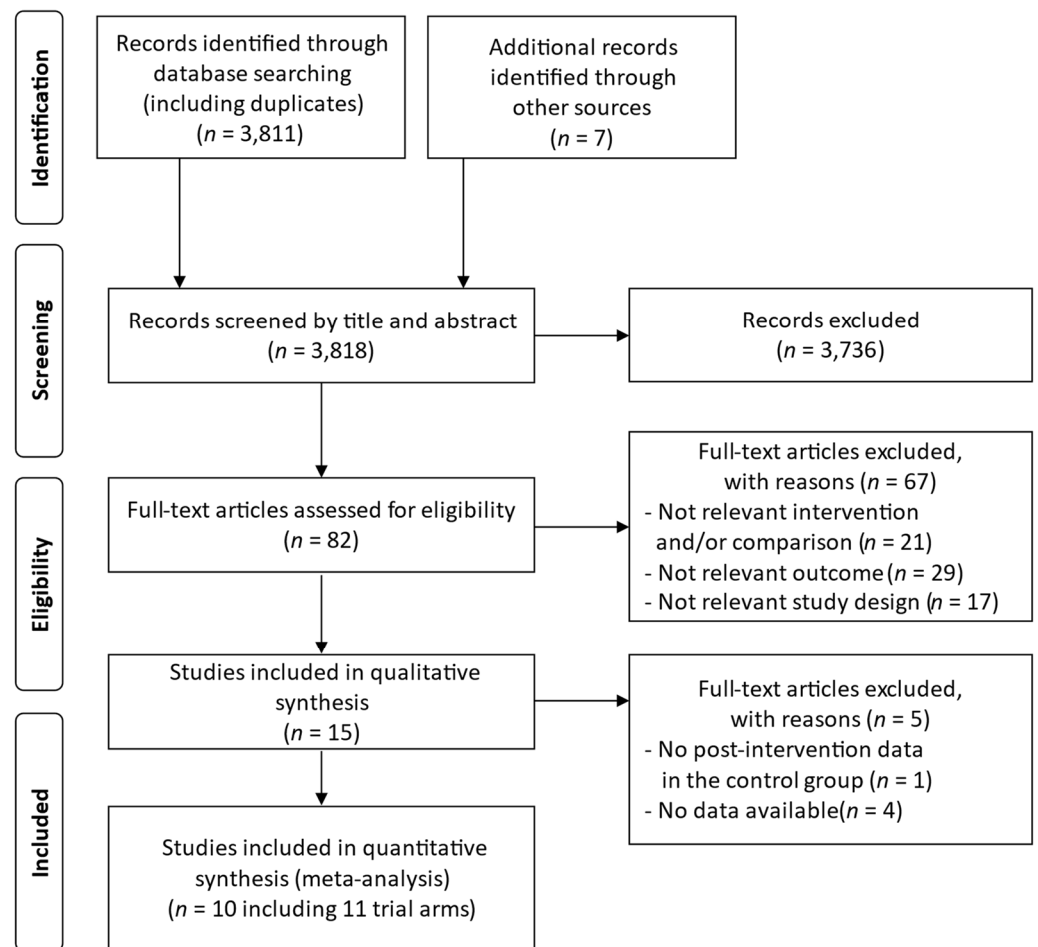 Identification
Records identified through
database searching
(including duplicates)
(n = 3,811)
Additional records
identified through
other sources
(n = 7)
Screening
Records screened by title and abstract
(n = 3,818)
Records excluded
(n = 3,736)
Eligibility
Full-text articles assessed for eligibility
(n = 82)
Full-text articles excluded,
with reasons (n = 67)
- Not relevant intervention
and/or comparison (n = 21)
- Not relevant outcome (n = 29)
- Not relevant study design (n = 17)
Studies included in qualitative
synthesis
(n = 15)
Full-text articles excluded,
with reasons (n = 5)
- No post-intervention data
in the control group (n = 1)
- No data available(n = 4)
Included
Studies included in quantitative
synthesis (meta-analysis)
(n = 10 including 11 trial arms)